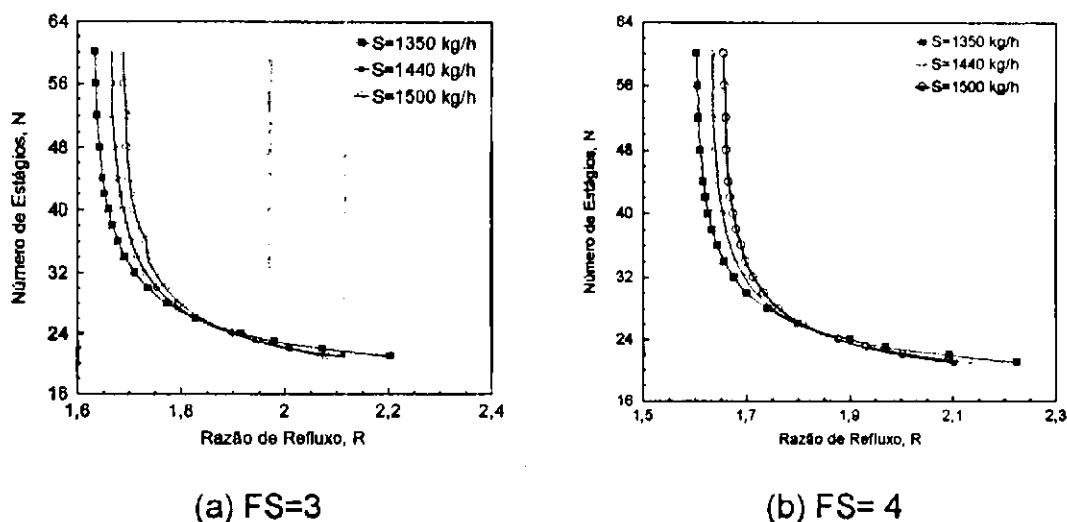 64
56
48
40
32
24
16
Número de Estágios, N
S=1350 kg/h
S=1440 kg/h
S=1500 kg/h
1,6
1,8
2
2,2
2,4
Razão de Refluxo, R
(a) FS=3
64
56
48
40
32
24
16
Número de Estágios, N
S=1350 kg/h
S=1440 kg/h
S=1500 kg/h
1,5
1,7
1,9
2,1
2,3
Razão de Refluxo, R
(b) FS= 4